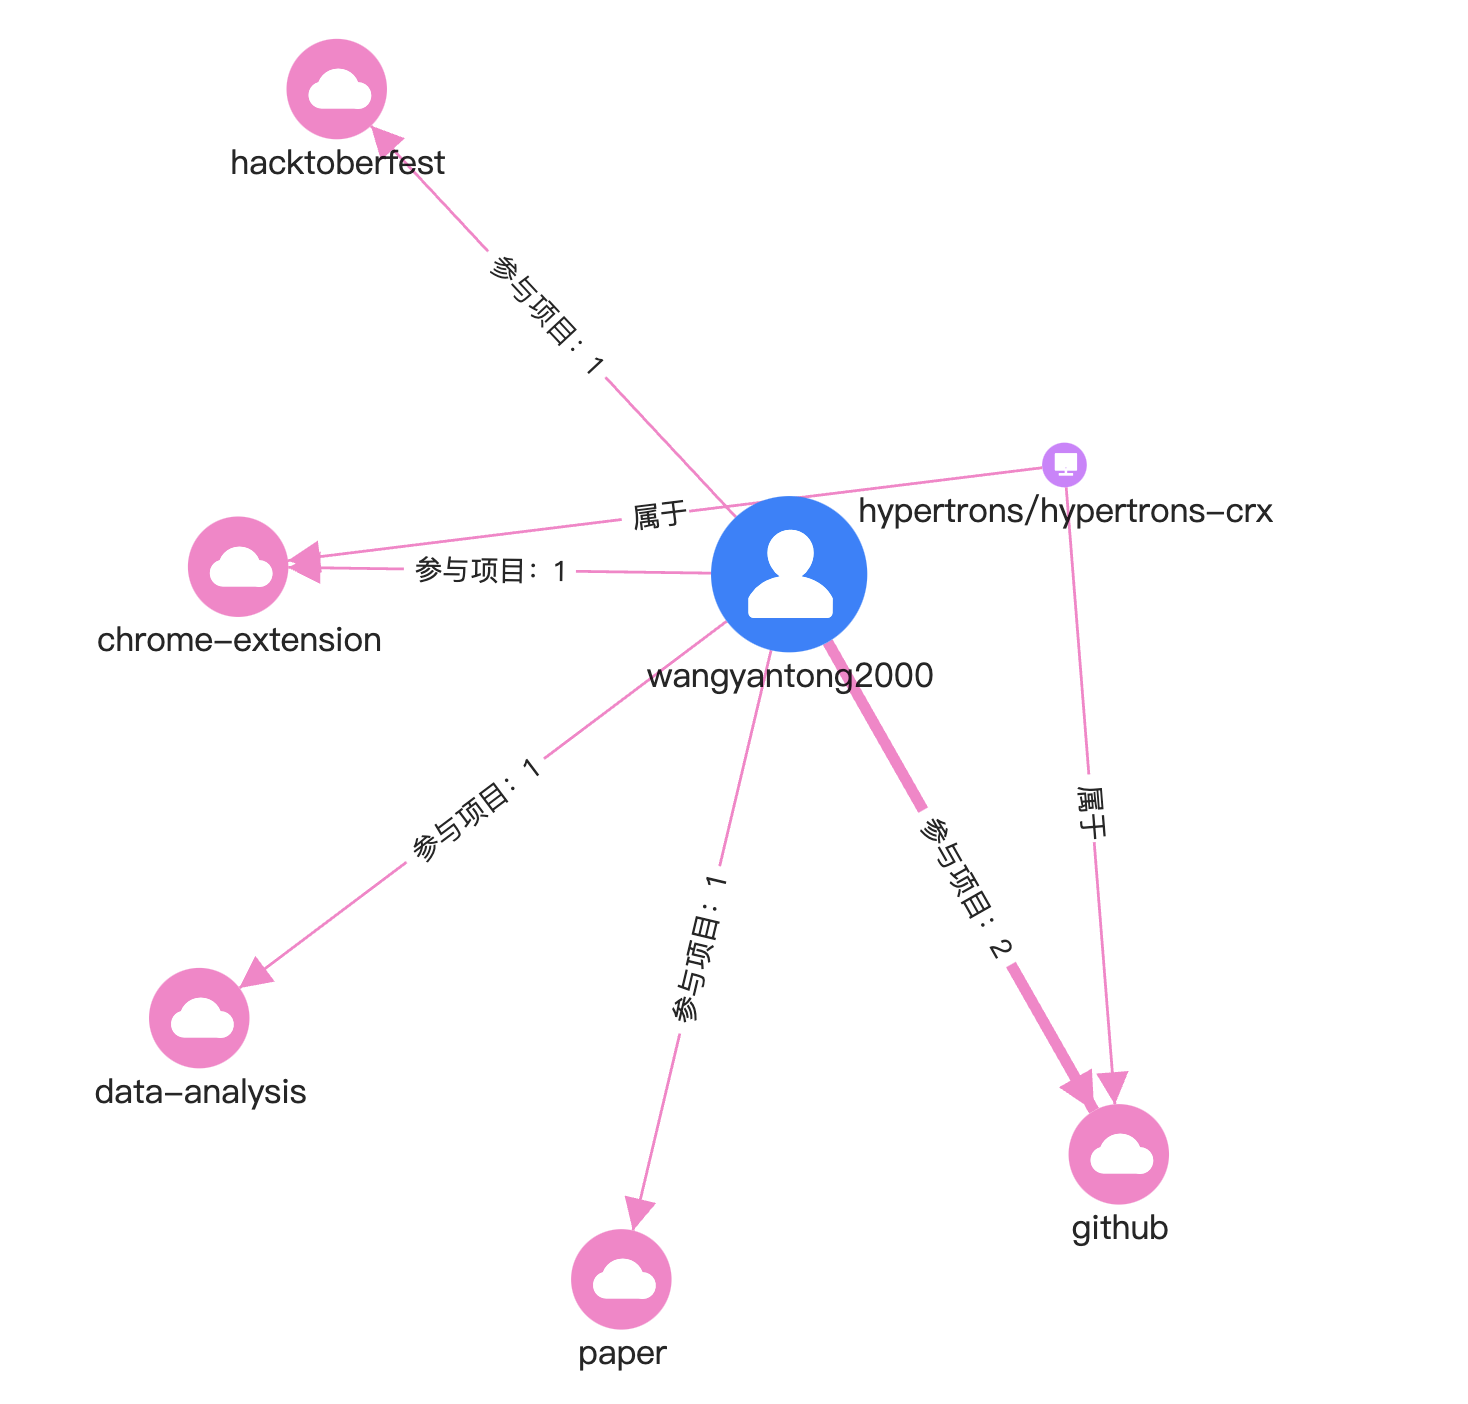 hacktoberfest
参与项目：1
hypertrons/hypertrons-crx
属于
参与项目：1
chrome-extension
wangyantong2000
参与项目：1
属于
参与项目：2
参与项目：1
data-analysis
github
paper